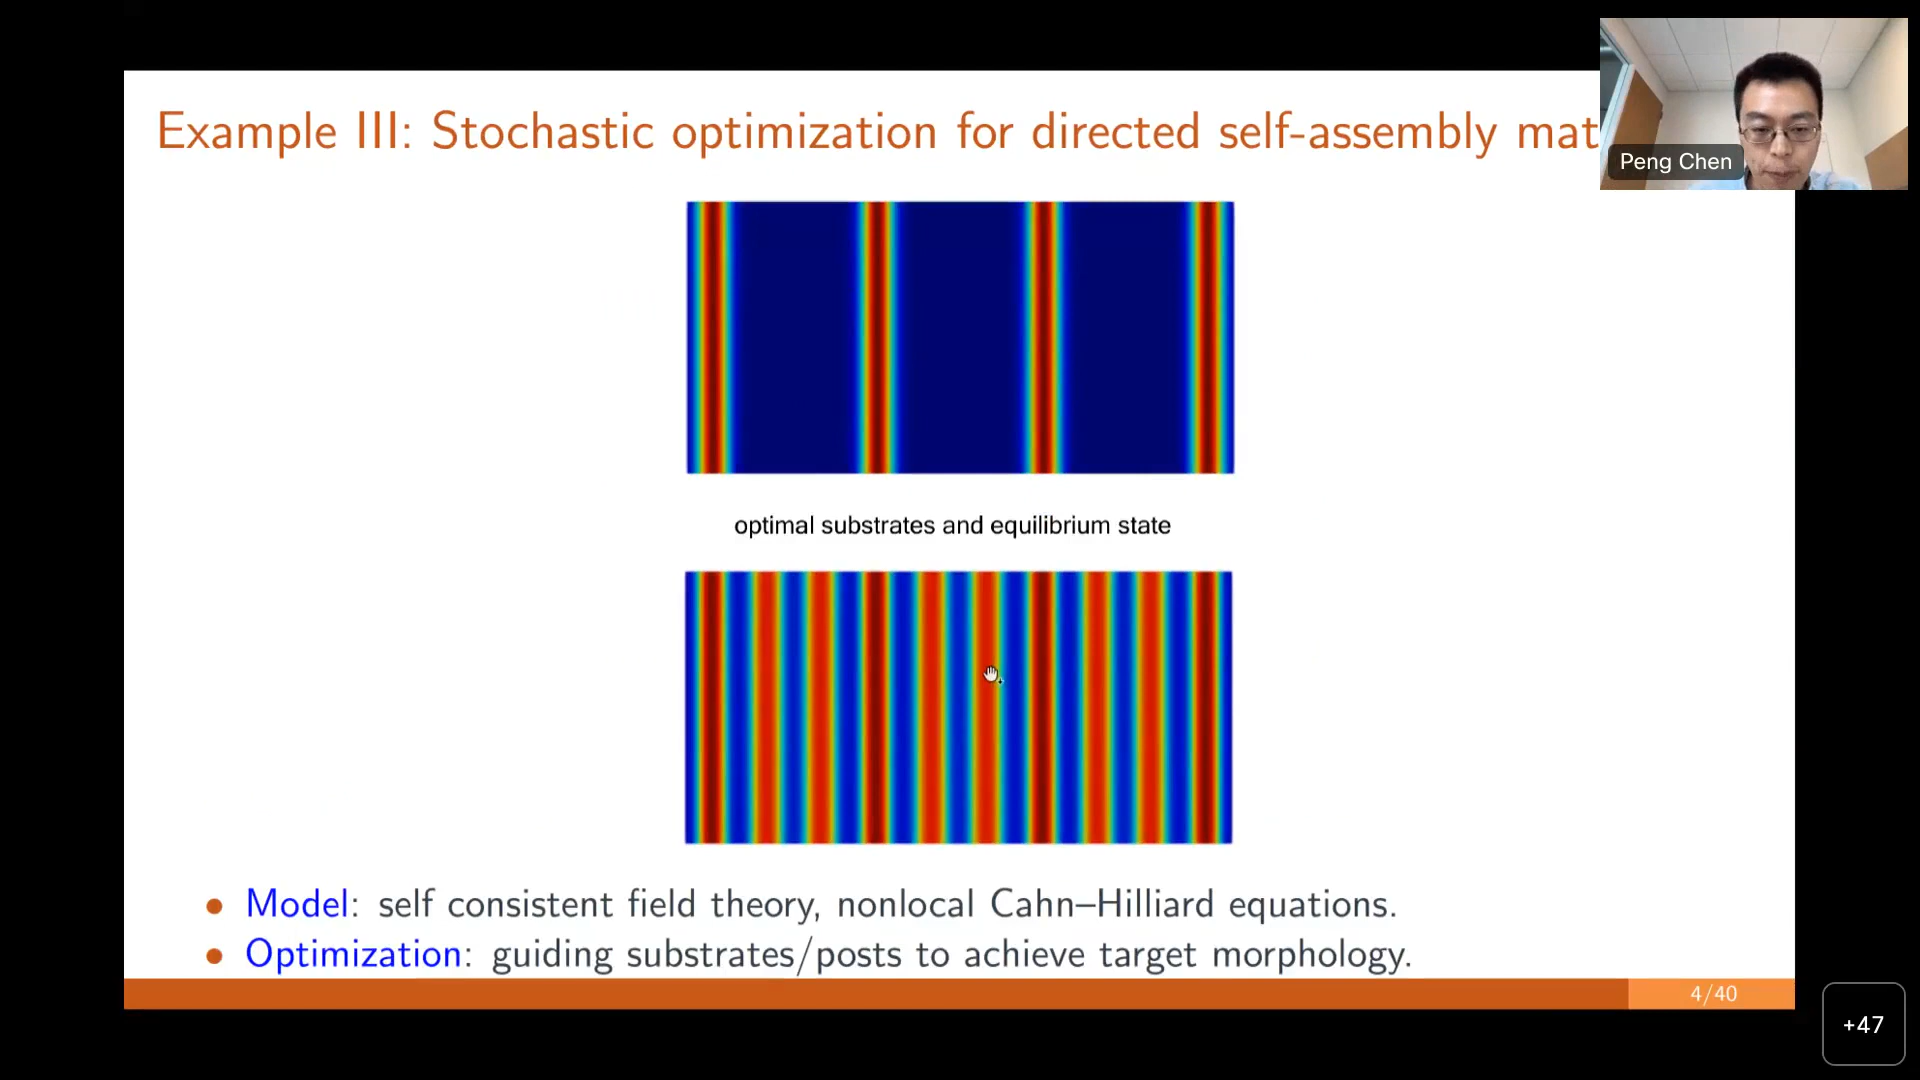 Example III: Stochastic optimization for directed self-assembly mat
Peng Chen
optimal substrates and equilibrium state
• Model: self consistent field theory, nonlocal Cahn–Hilliard equations.
• Optimization: guiding substrates/posts to achieve target morphology.
4/40
+47